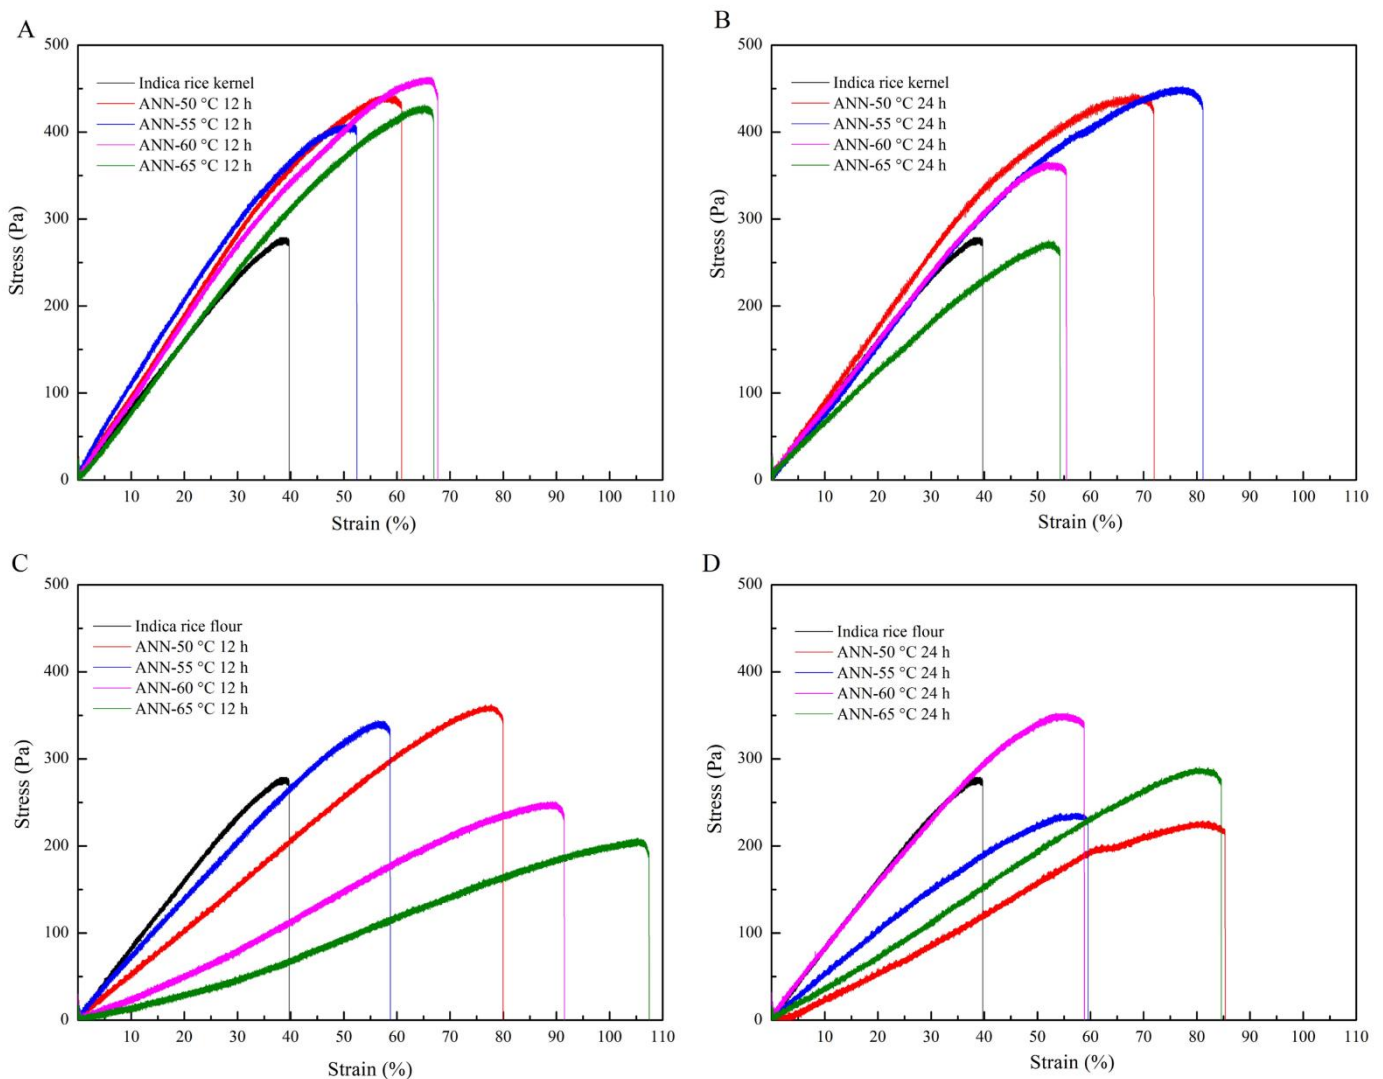 A
500
400
300
200
100
0
Stress (Pa)
Indica rice kernel
ANN-50 °C 12 h
ANN-55 °C 12 h
ANN-60 °C 12 h
ANN-65 °C 12 h
10 20 30 40 50 60 70 80 90 100 110
Strain (%)
B
500
400
300
200
100
0
Stress (Pa)
Indica rice kernel
ANN-50 °C 24 h
ANN-55 °C 24 h
ANN-60 °C 24 h
ANN-65 °C 24 h
10 20 30 40 50 60 70 80 90 100 110
Strain (%)
C
500
400
300
200
100
0
Stress (Pa)
Indica rice flour
ANN-50 °C 12 h
ANN-55 °C 12 h
ANN-60 °C 12 h
ANN-65 °C 12 h
10 20 30 40 50 60 70 80 90 100 110
Strain (%)
D
500
400
300
200
100
0
Stress (Pa)
Indica rice flour
ANN-50 °C 24 h
ANN-55 °C 24 h
ANN-60 °C 24 h
ANN-65 °C 24 h
10 20 30 40 50 60 70 80 90 100 110
Strain (%)